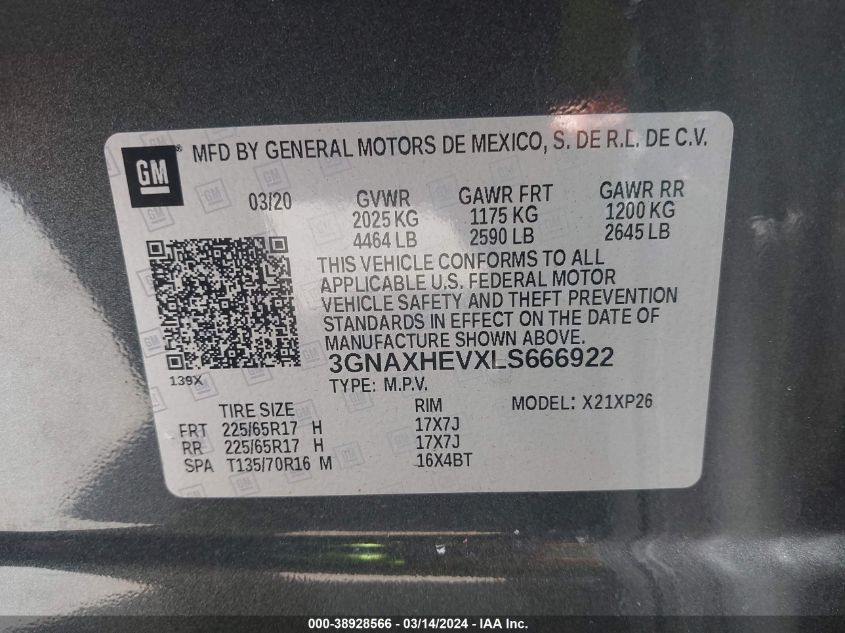 GM ® MFD BY GENERAL MOTORS DE MEXICO, S. DE R.L. DE C.V.
03/20 GVWR GAWR FRT GAWR RR
2025 KG 1175 KG 1200 KG
4464 LB 2590 LB 2645 LB
THIS VEHICLE CONFORMS TO ALL
APPLICABLE U.S. FEDERAL MOTOR
VEHICLE SAFETY AND THEFT PREVENTION
STANDARDS IN EFFECT ON THE DATE OF
MANUFACTURE SHOWN ABOVE.
3GNAXHEVXLS666922
139X TYPE: M.P.V.
TIRE SIZE RIM MODEL: X21XP26
FRT 225/65R17 H 17X7J
RR 225/65R17 H 17X7J
SPA T135/70R16 M 16X4BT
000-38928566 - 03/14/2024 - IAA Inc.